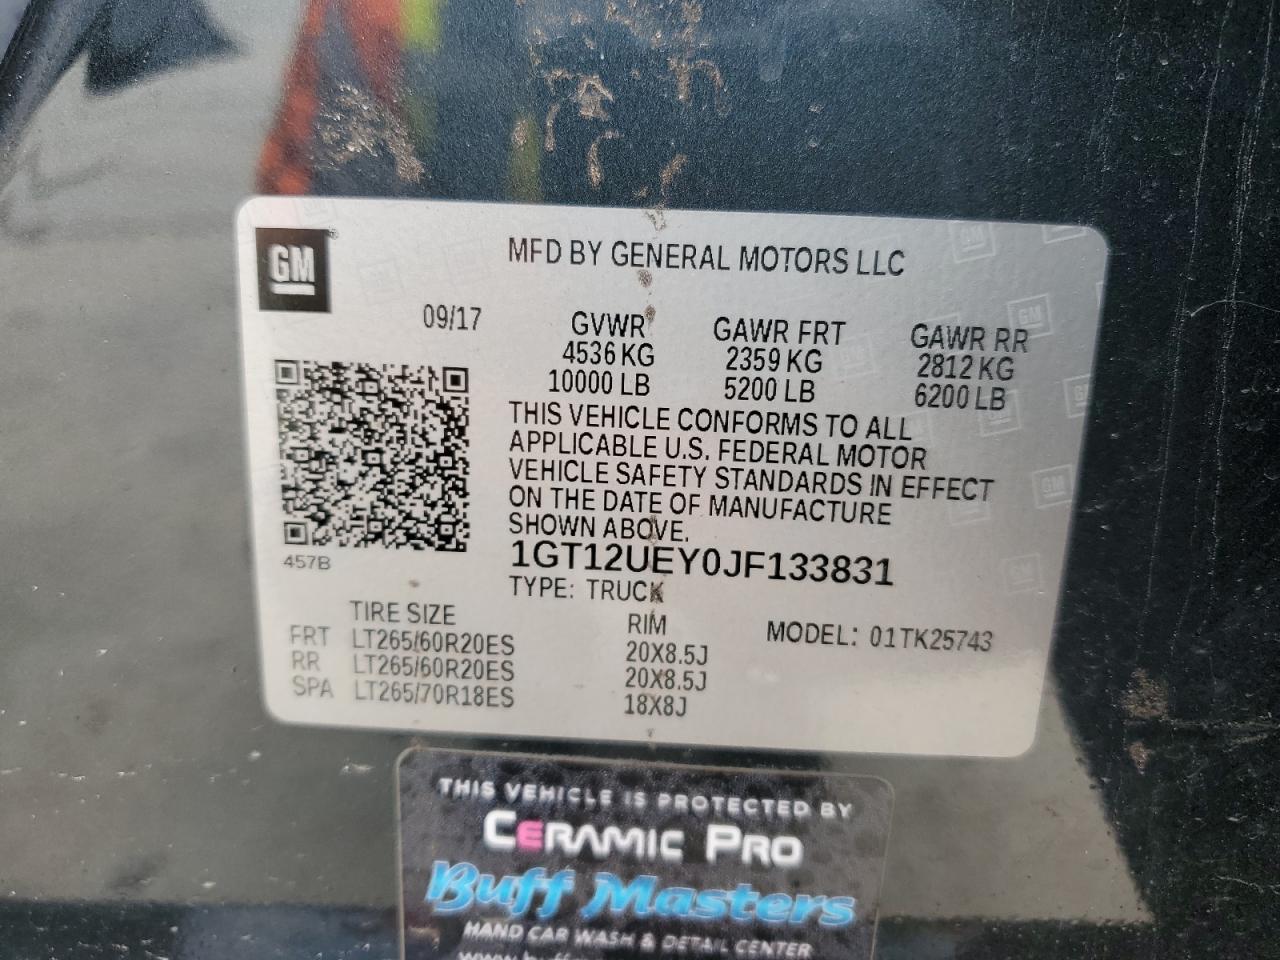 GM
MFD BY GENERAL MOTORS LLC
09/17
GVWR GAWR FRT GAWR RR
4536 KG 2359 KG 2812 KG
10000 LB 5200 LB 6200 LB
THIS VEHICLE CONFORMS TO ALL
APPLICABLE U.S. FEDERAL MOTOR
VEHICLE SAFETY STANDARDS IN EFFECT
ON THE DATE OF MANUFACTURE
SHOWN ABOVE.
457B
1GT12UEY0JF133831
TYPE: TRUCK
TIRE SIZE RIM MODEL: 01TK25743
FRT LT265/60R20ES 20X8.5J
RR LT265/60R20ES 20X8.5J
SPA LT265/70R18ES 18X8J
THIS VEHICLE IS PROTECTED BY
CERAMIC PRO
Buff Masters
HAND CAR WASH & DETAIL CENTER